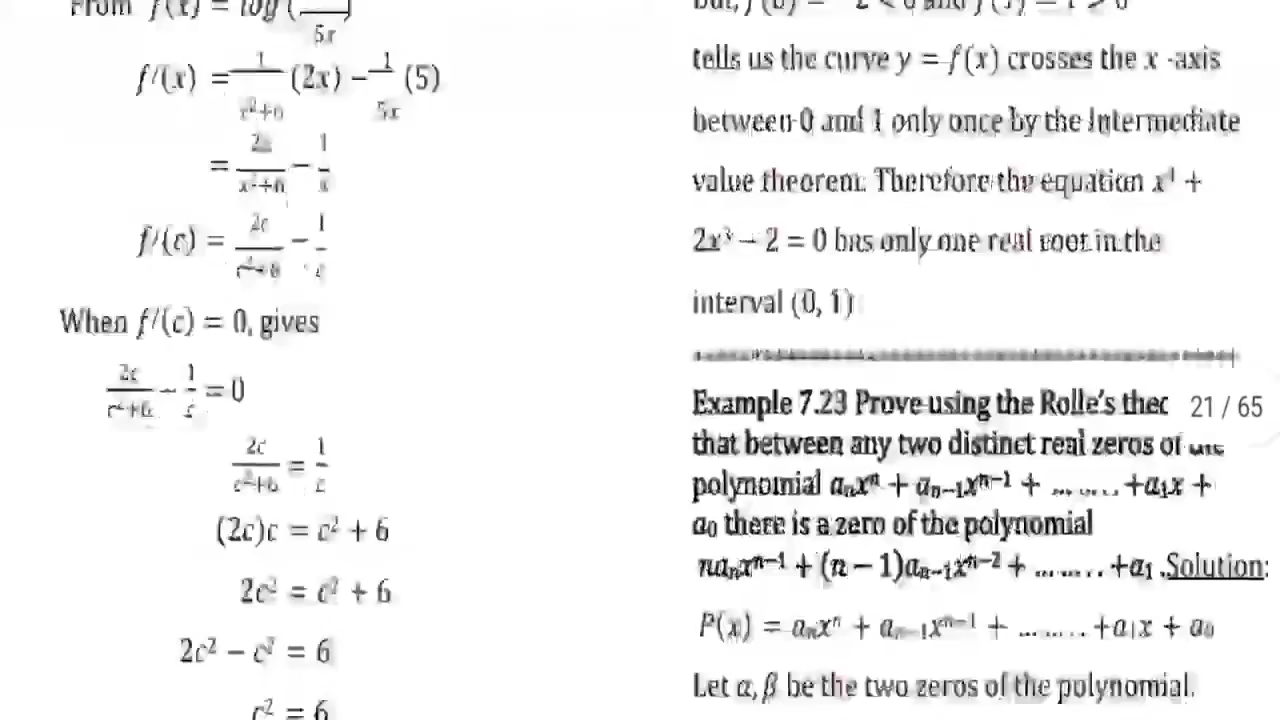 From f(x) = log (
5x
f′(x) = 1/(x²+6) (2x) − 1/5x (5)
= 2x/(x²+6) − 1/x
f′(c) = 2c/(c²+6) − 1/c
When f′(c) = 0, gives
2c/(c²+6) − 1/c = 0
2c/(c²+6) = 1/c
(2c)c = c² + 6
2c² = c² + 6
2c² − c² = 6
c² = 6
tells us the curve y = f(x) crosses the x -axis
between 0 and 1 only once by the Intermediate
value theorem. Therefore the equation x⁴ +
2x³ − 2 = 0 has only one real root in the
interval (0, 1)
Example 7.23 Prove using the Rolle's theo
21 / 65
that between any two distinct real zeros of the
polynomial aₙxⁿ + aₙ₋₁xⁿ⁻¹ + ........ +a₁x +
a₀ there is a zero of the polynomial
naₙxⁿ⁻¹ + (n − 1)aₙ₋₁xⁿ⁻² + ........ +a₁ .Solution:
P(x) = aₙxⁿ + aₙ₋₁xⁿ⁻¹ + ........ +a₁x + a₀
Let α, β be the two zeros of the polynomial.